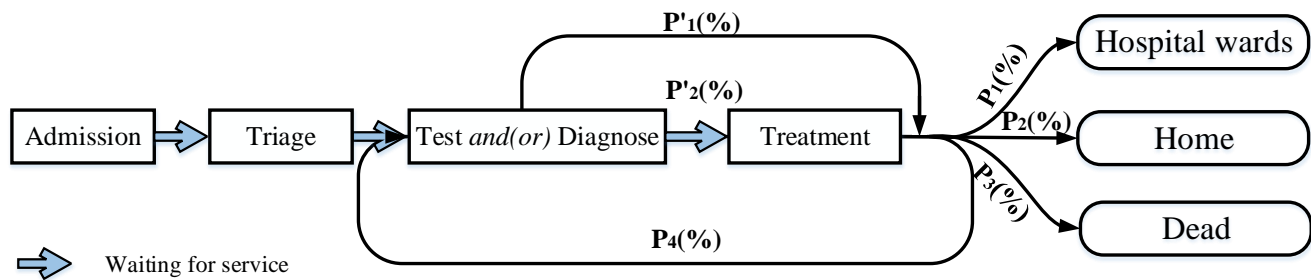 P'1(%)
Hospital wards
P1(%)
P'2(%)
Admission
Triage
Test and(or) Diagnose
Treatment
P2(%)
Home
P3(%)
P4(%)
Dead
Waiting for service